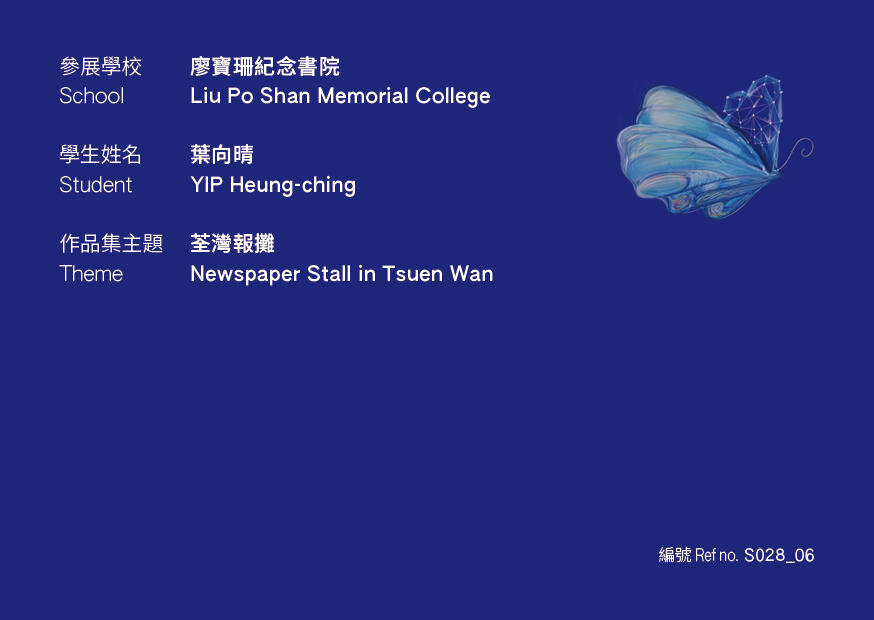 參展學校 廖寶珊紀念書院
School Liu Po Shan Memorial College
學生姓名 葉向晴
Student YIP Heung-ching
作品集主題 荃灣報攤
Theme Newspaper Stall in Tsuen Wan
編號 Ref no. S028_06